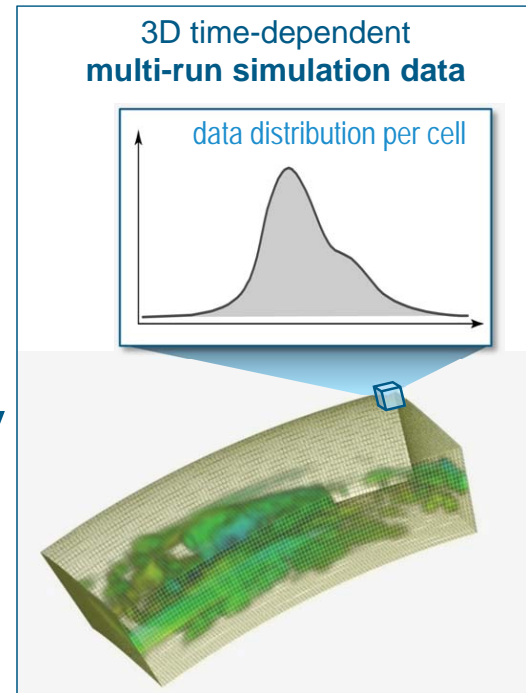 3D time-dependent
multi-run simulation data
data distribution per cell